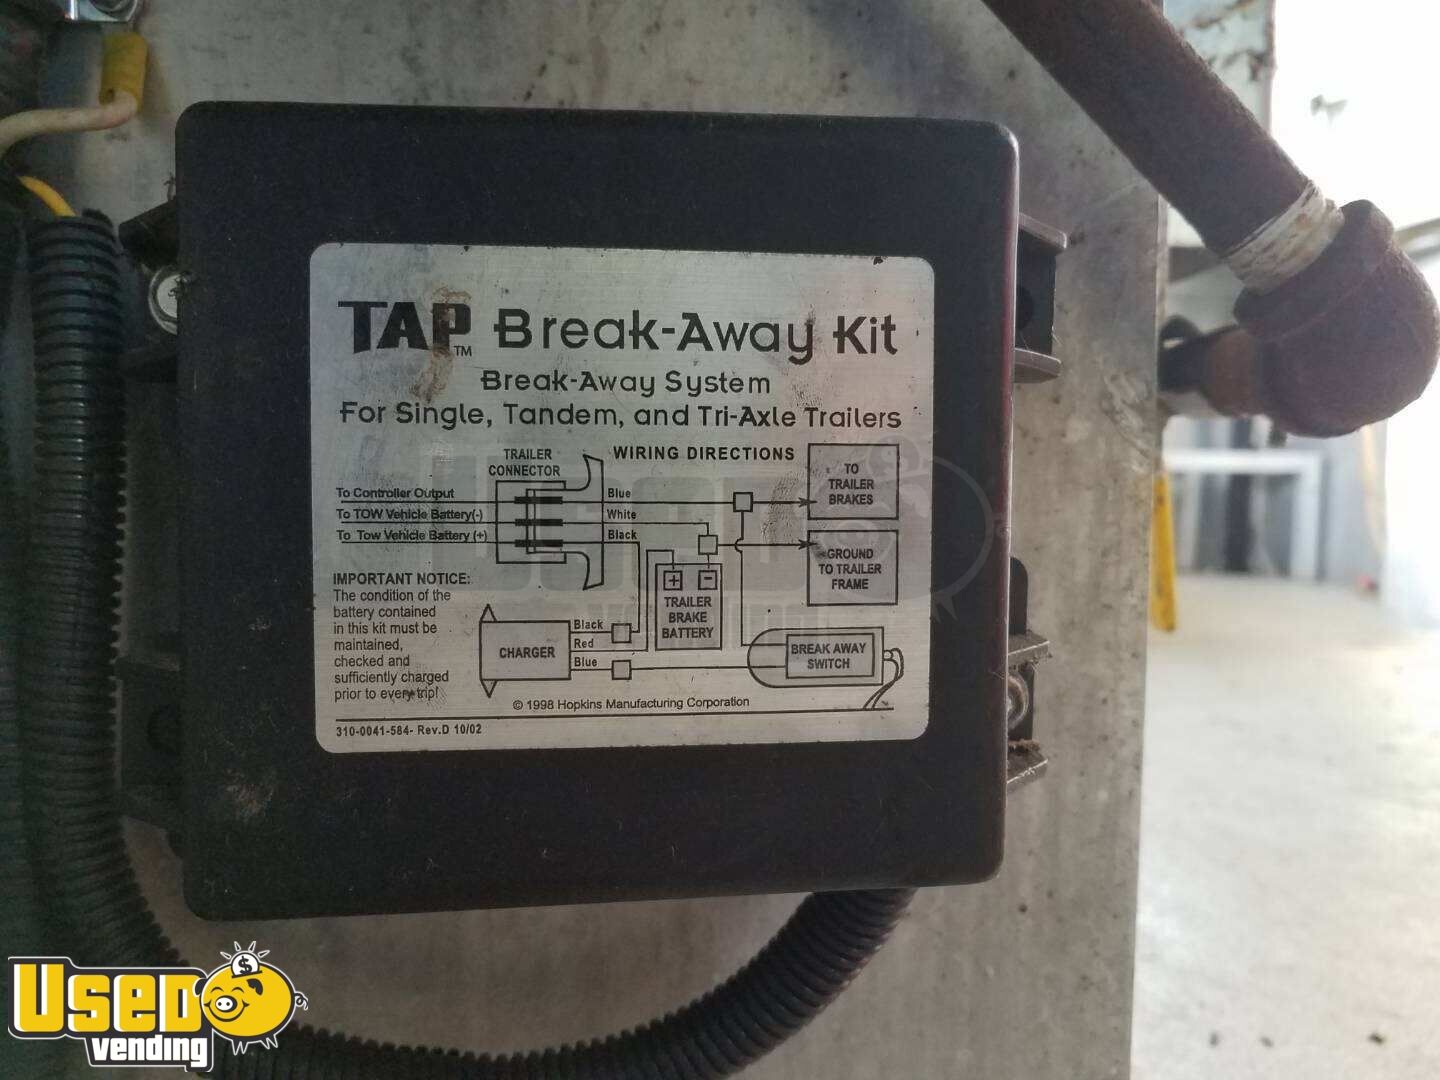 TAP™ Break-Away Kit
Break-Away System
For Single, Tandem, and Tri-Axle Trailers
WIRING DIRECTIONS
TRAILER
CONNECTOR
To Controller Output
To TOW Vehicle Battery(-)
To Tow Vehicle Battery (+)
Blue
White
Black
TO
TRAILER
BRAKES
GROUND
TO TRAILER
FRAME
+
-
TRAILER
BRAKE
BATTERY
IMPORTANT NOTICE:
The condition of the
battery contained
in this kit must be
maintained,
checked and
sufficiently charged
prior to every trip!
CHARGER
Black
Red
Blue
BREAK AWAY
SWITCH
© 1998 Hopkins Manufacturing Corporation
310-0041-584- Rev.D 10/02
USED
vending
$